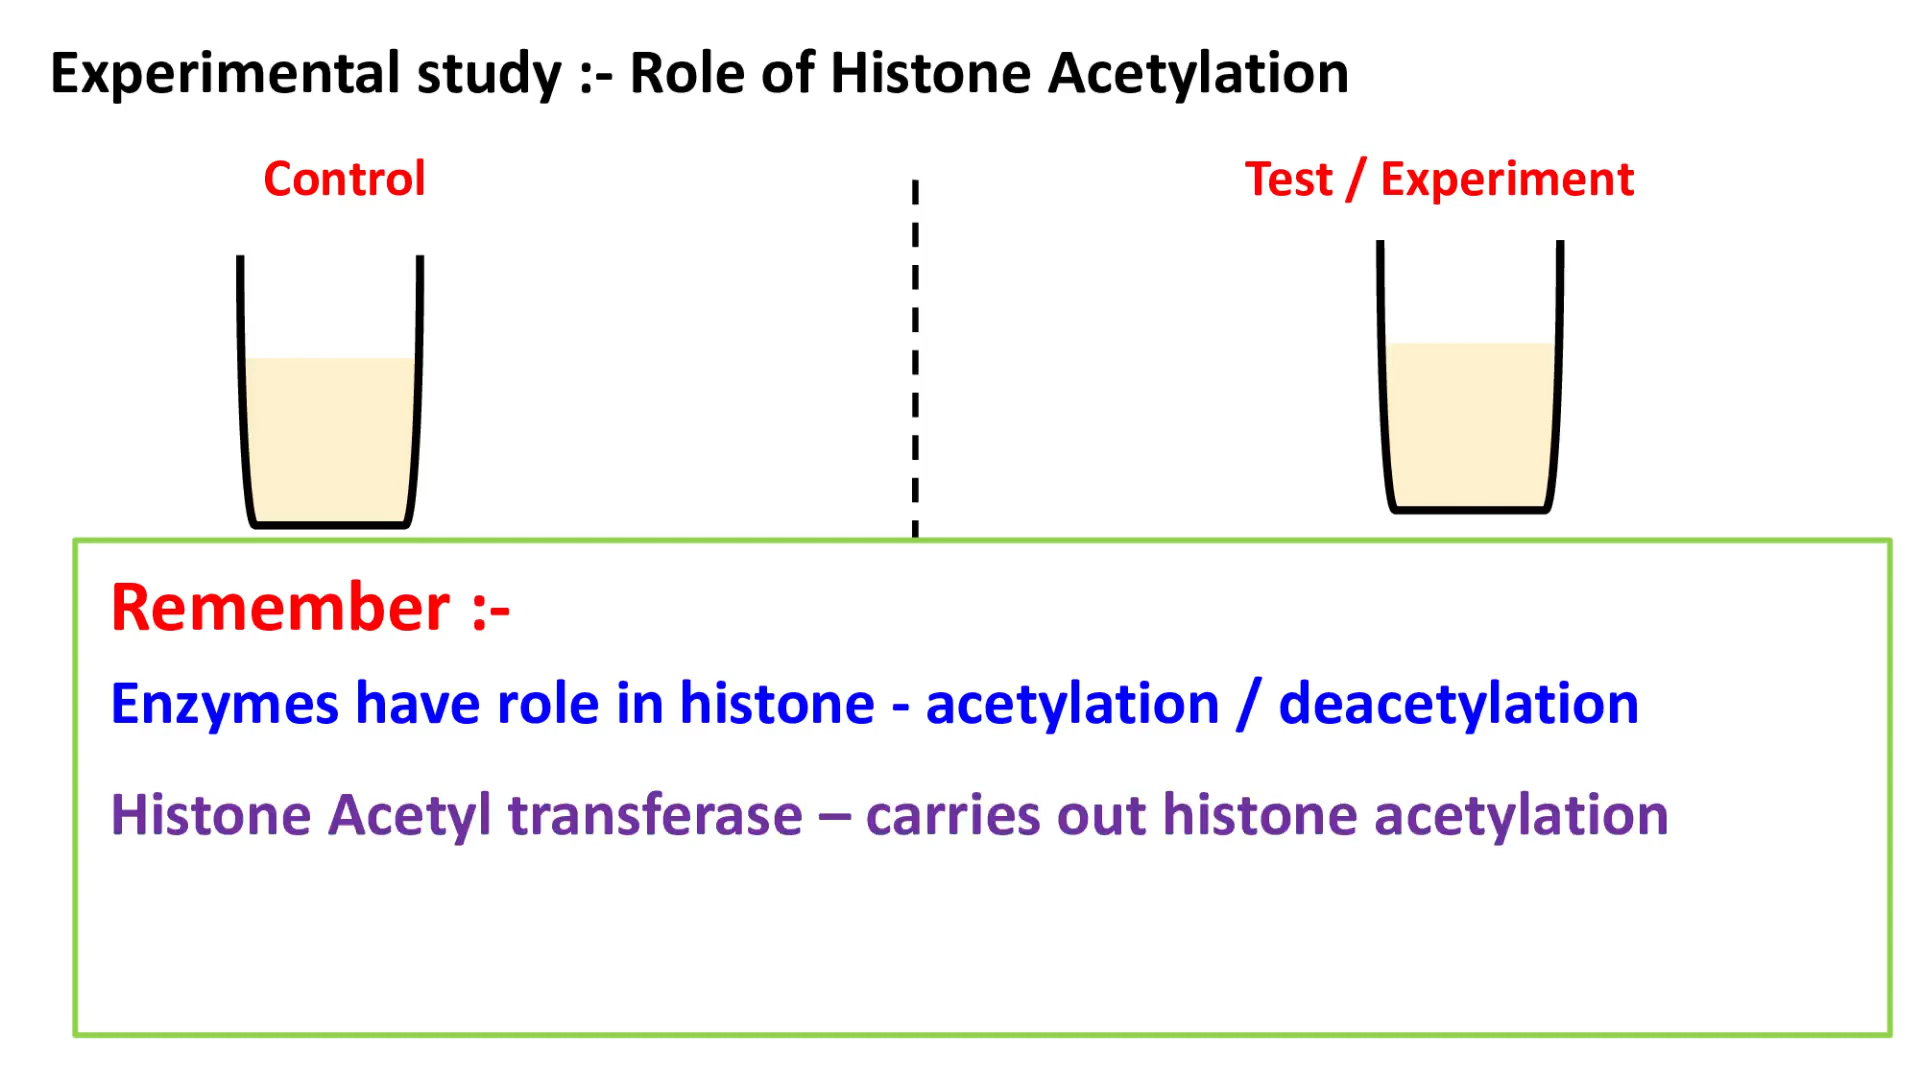 Experimental study :- Role of Histone Acetylation
Control
Test / Experiment
Remember :-
Enzymes have role in histone - acetylation / deacetylation
Histone Acetyl transferase – carries out histone acetylation